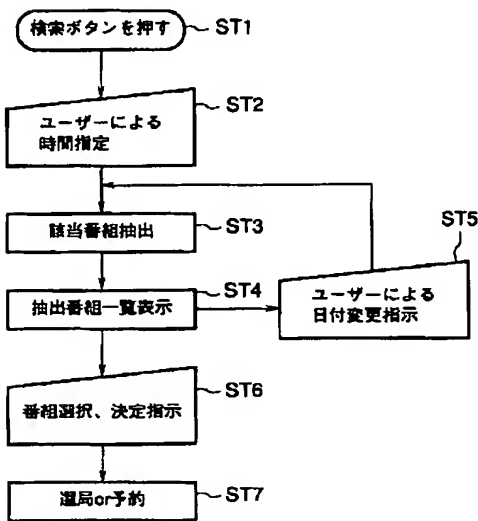 検索ボタンを押す
ST1
ユーザーによる
時間指定
ST2
該当番組抽出
ST3
抽出番組一覧表示
ST4
ユーザーによる
日付変更指示
ST5
番組選択、決定指示
ST6
選局or予約
ST7